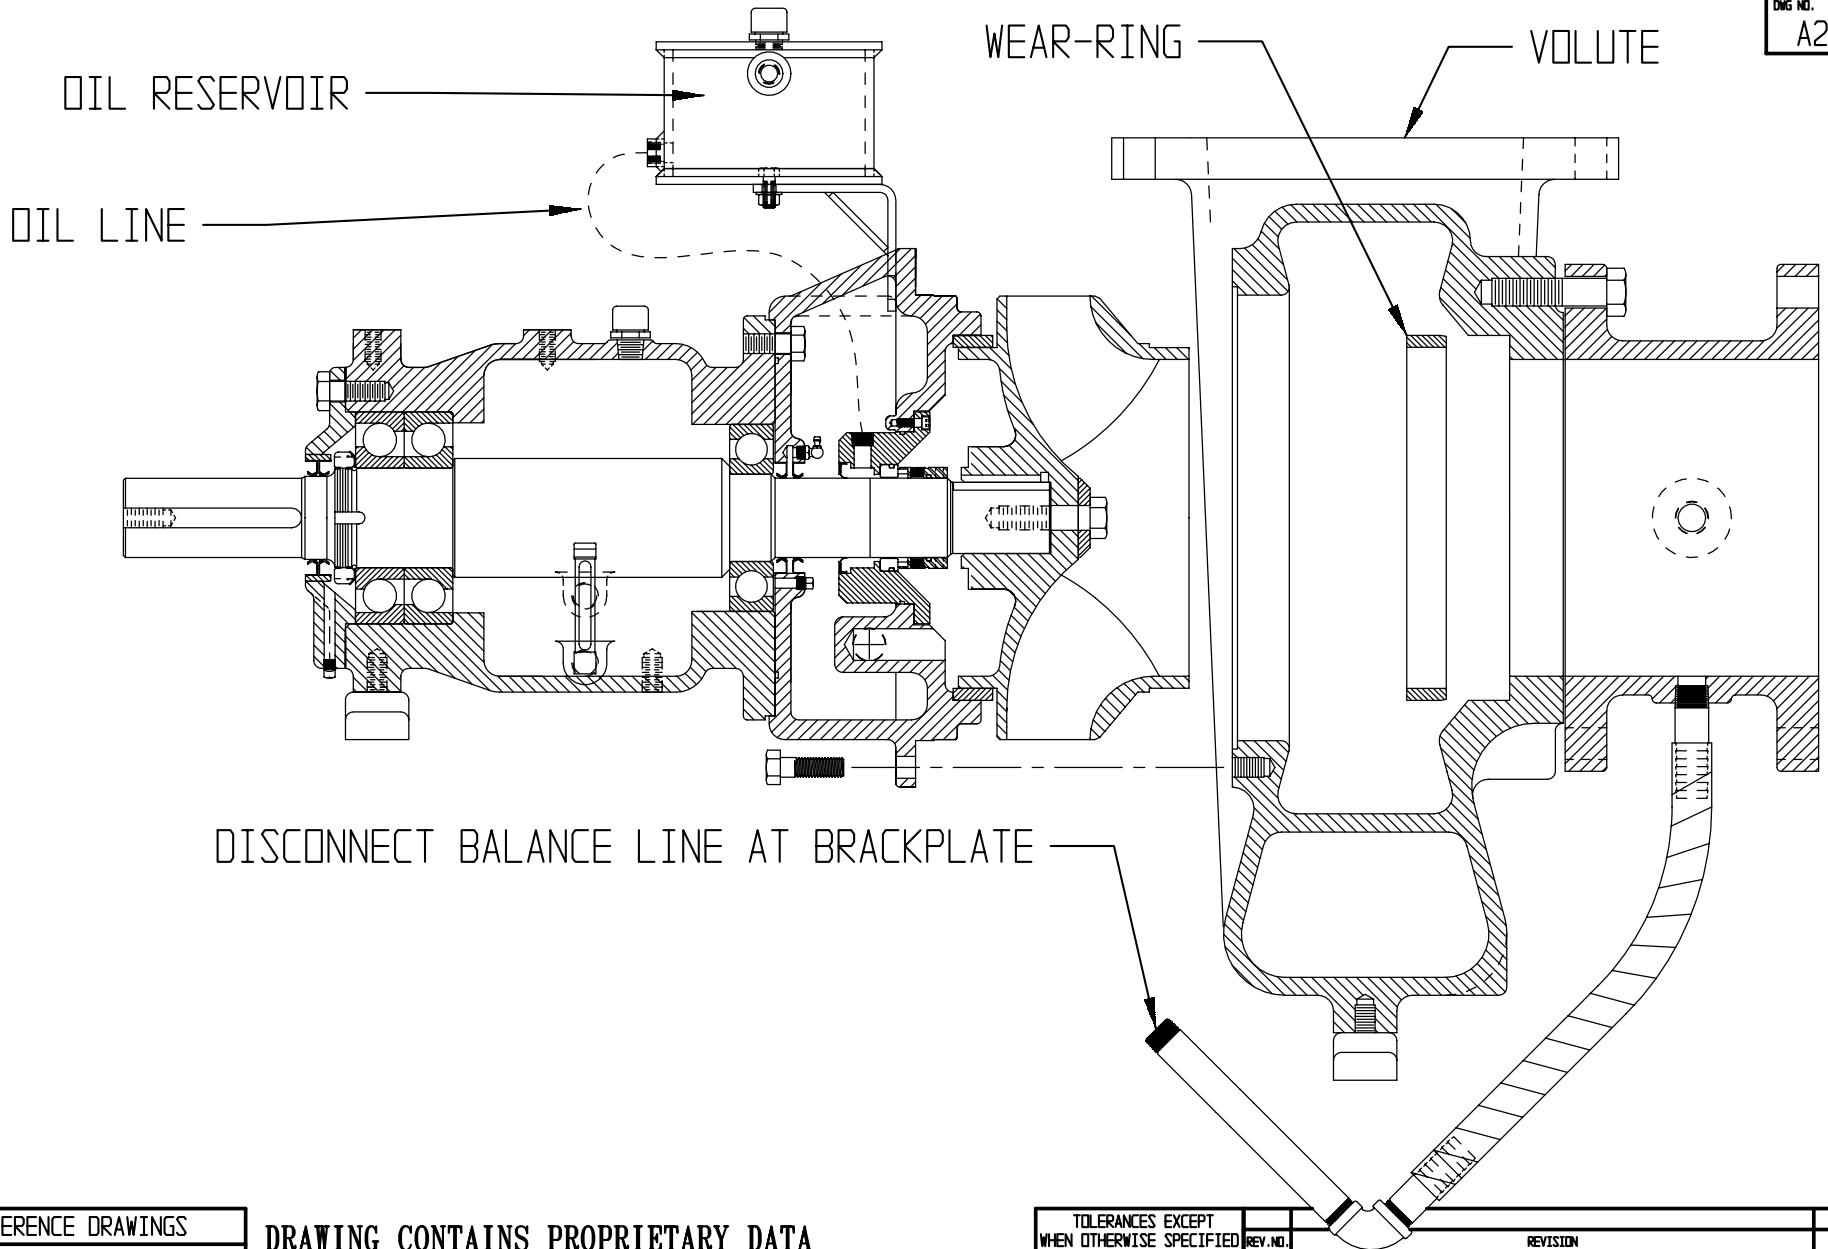 DWG NO.
A2
WEAR-RING
VOLUTE
OIL RESERVOIR
OIL LINE
DISCONNECT BALANCE LINE AT BRACKPLATE
ERENCE DRAWINGS
DRAWING CONTAINS PROPRIETARY DATA
TOLERANCES EXCEPT
WHEN OTHERWISE SPECIFIED
REV.NO.
REVISION